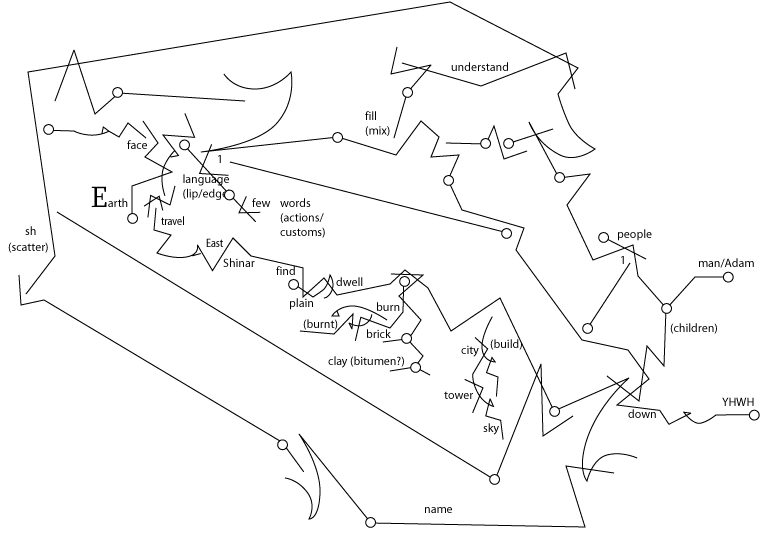 understand
fill
(mix)
face
1
language
(lip/edge
Earth
few words
(actions/
customs)
travel
sh
(scatter)
East
Shinar
people
1
man/Adam
find
dwell
plain
burn
(burnt)
brick
(children)
city (build)
clay (bitumen?)
tower
YHWH
down
sky
name